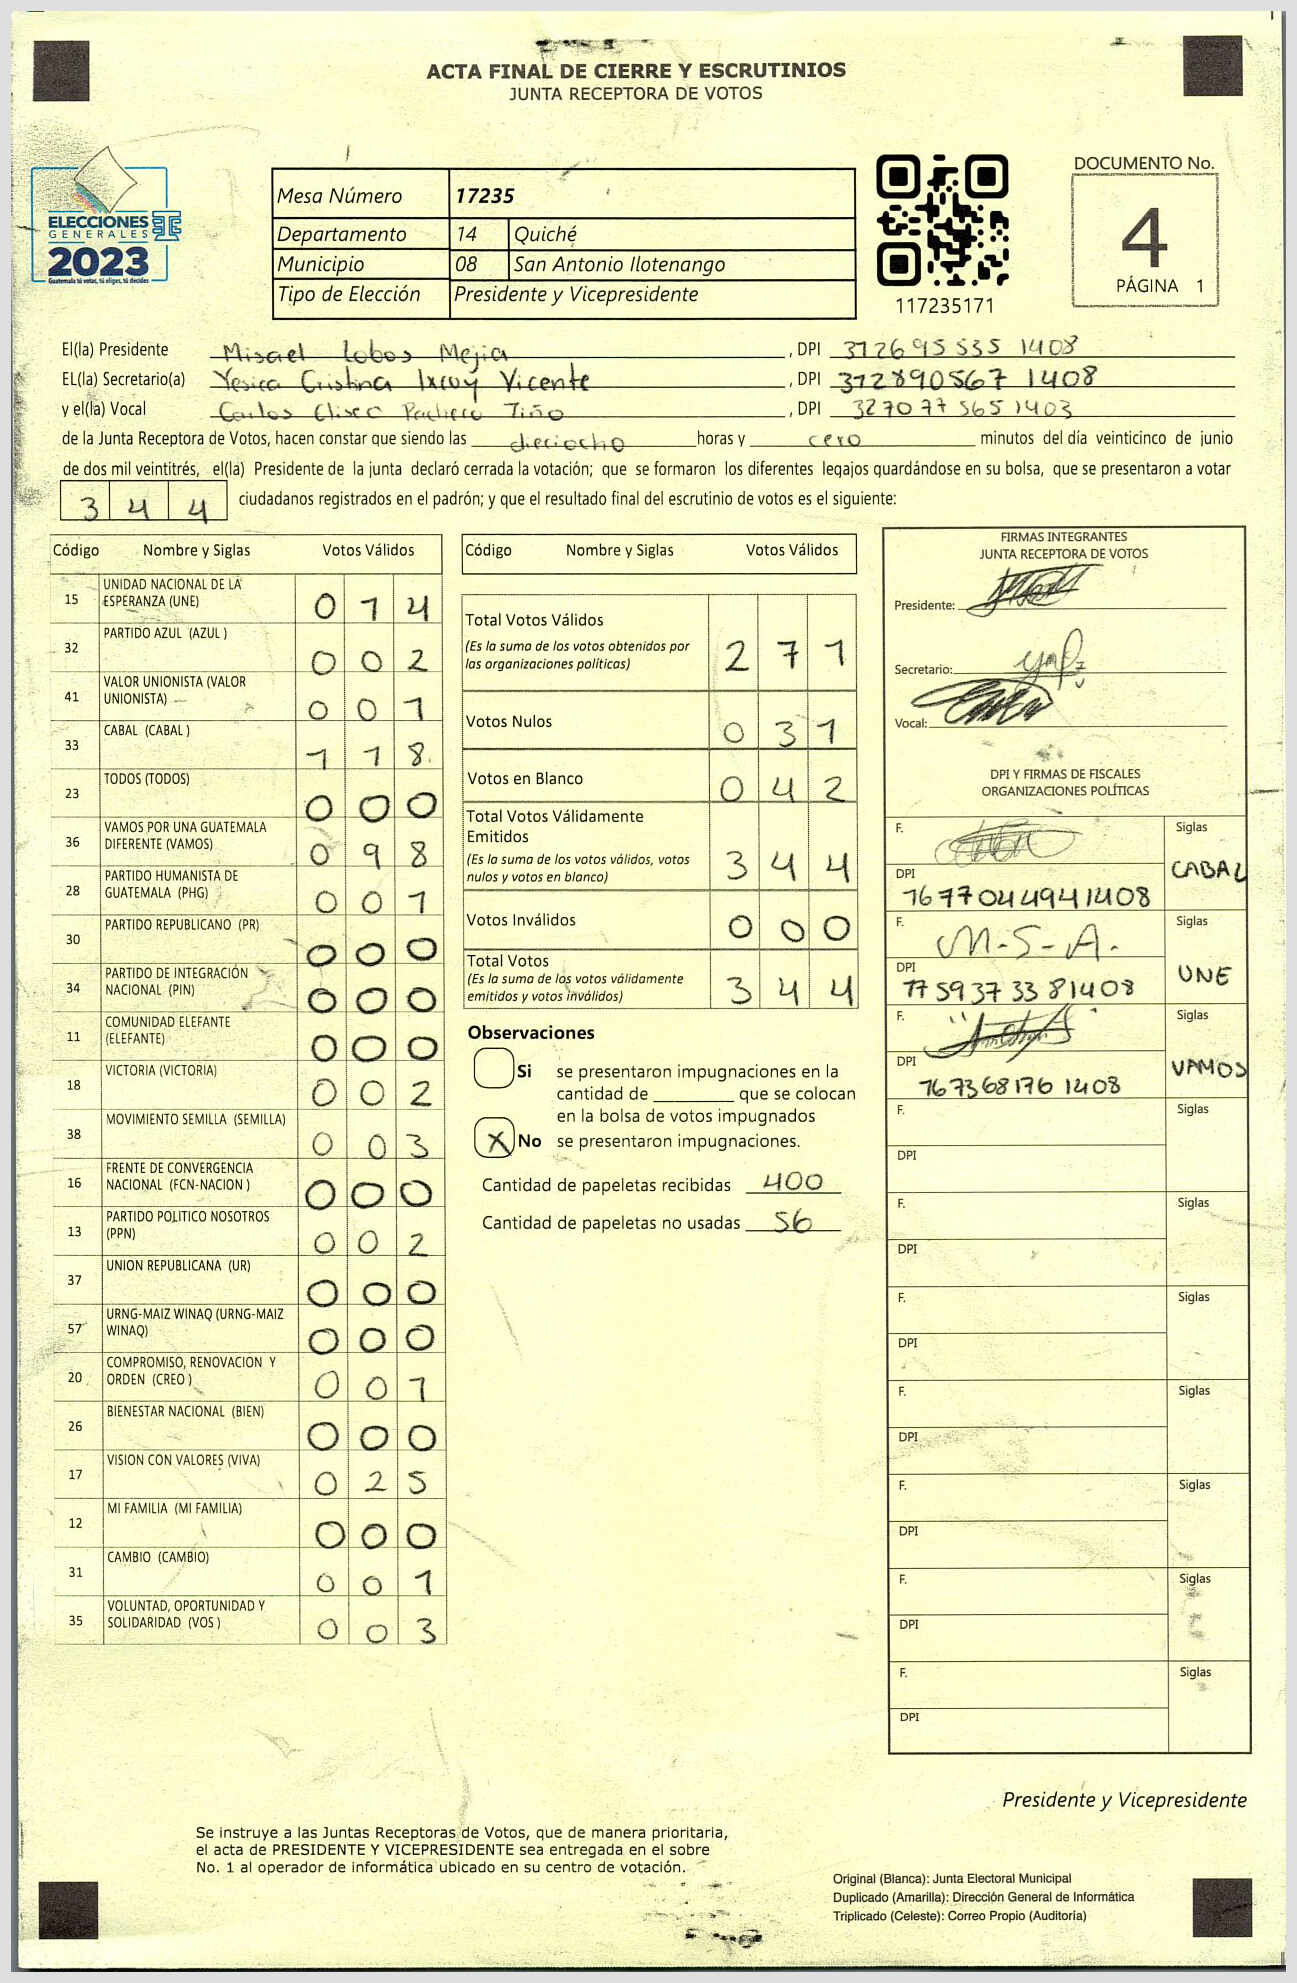 ACTA FINAL DE CIERRE Y ESCRUTINIOS
JUNTA RECEPTORA DE VOTOS
ELECCIONES
GENERALES
2023
Guatemala tú votas, tú eliges, tú decides
Mesa Número 17235
Departamento 14 Quiché
Municipio 08 San Antonio Ilotenango
Tipo de Elección Presidente y Vicepresidente
117235171
DOCUMENTO No.
4
PÁGINA 1
El(la) Presidente Misael Lobos Mejia , DPI 312695535 1408
EL(la) Secretario(a) Yesica Cristina Ixcuy Vicente , DPI 312890567 1408
y el(la) Vocal Carlos Eliseo Pacheco Tiño , DPI 327077565 1403
de la Junta Receptora de Votos, hacen constar que siendo las dieciocho horas y cero minutos del día veinticinco de junio
de dos mil veintitrés, el(la) Presidente de la junta declaró cerrada la votación; que se formaron los diferentes legajos quardándose en su bolsa, que se presentaron a votar
3 4 4 ciudadanos registrados en el padrón; y que el resultado final del escrutinio de votos es el siguiente:
Código Nombre y Siglas Votos Válidos
15 UNIDAD NACIONAL DE LA ESPERANZA (UNE) 0 1 4
32 PARTIDO AZUL (AZUL ) 0 0 2
41 VALOR UNIONISTA (VALOR UNIONISTA) 0 0 1
33 CABAL (CABAL ) 1 1 8
23 TODOS (TODOS) 0 0 0
36 VAMOS POR UNA GUATEMALA DIFERENTE (VAMOS) 0 9 8
28 PARTIDO HUMANISTA DE GUATEMALA (PHG) 0 0 1
30 PARTIDO REPUBLICANO (PR) 0 0 0
34 PARTIDO DE INTEGRACIÓN NACIONAL (PIN) 0 0 0
11 COMUNIDAD ELEFANTE (ELEFANTE) 0 0 0
18 VICTORIA (VICTORIA) 0 0 2
38 MOVIMIENTO SEMILLA (SEMILLA) 0 0 3
16 FRENTE DE CONVERGENCIA NACIONAL (FCN-NACION ) 0 0 0
13 PARTIDO POLITICO NOSOTROS (PPN) 0 0 2
37 UNION REPUBLICANA (UR) 0 0 0
57 URNG-MAIZ WINAQ (URNG-MAIZ WINAQ) 0 0 0
20 COMPROMISO, RENOVACION Y ORDEN (CREO ) 0 0 1
26 BIENESTAR NACIONAL (BIEN) 0 0 0
17 VISION CON VALORES (VIVA) 0 2 5
12 MI FAMILIA (MI FAMILIA) 0 0 0
31 CAMBIO (CAMBIO) 0 0 1
35 VOLUNTAD, OPORTUNIDAD Y SOLIDARIDAD (VOS ) 0 0 3
Código Nombre y Siglas Votos Válidos
Total Votos Válidos 2 7 1
(Es la suma de los votos obtenidos por
las organizaciones políticas)
Votos Nulos 0 3 1
Votos en Blanco 0 4 2
Total Votos Válidamente
Emitidos 3 4 4
(Es la suma de los votos válidos, votos
nulos y votos en blanco)
Votos Inválidos 0 0 0
Total Votos 3 4 4
(Es la suma de los votos válidamente
emitidos y votos inválidos)
Observaciones
Si se presentaron impugnaciones en la
cantidad de ________ que se colocan
en la bolsa de votos impugnados
X No se presentaron impugnaciones.
Cantidad de papeletas recibidas 400
Cantidad de papeletas no usadas 56
FIRMAS INTEGRANTES
JUNTA RECEPTORA DE VOTOS
Presidente:
Secretario:
Vocal:
DPI Y FIRMAS DE FISCALES
ORGANIZACIONES POLÍTICAS
F. Siglas
CABAL
DPI
1677044941408
F. M.S.A. Siglas
UNE
DPI
1759373381408
F. Siglas
VAMOS
DPI
167368176 1408
F. Siglas
DPI
F. Siglas
DPI
F. Siglas
DPI
F. Siglas
DPI
F. Siglas
DPI
F. Siglas
DPI
F. Siglas
DPI
Presidente y Vicepresidente
Se instruye a las Juntas Receptoras de Votos, que de manera prioritaria,
el acta de PRESIDENTE Y VICEPRESIDENTE sea entregada en el sobre
No. 1 al operador de informática ubicado en su centro de votación.
Original (Blanca): Junta Electoral Municipal
Duplicado (Amarilla): Dirección General de Informática
Triplicado (Celeste): Correo Propio (Auditoría)